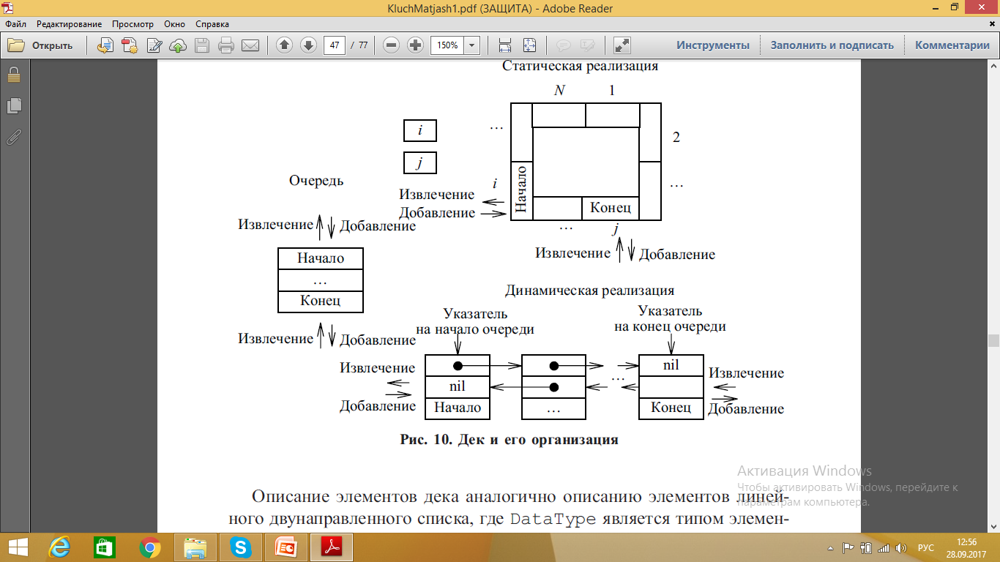 KluchMatjash1.pdf (ЗАЩИТА) - Adobe Reader
Файл Редактирование Просмотр Окно Справка
Открыть 47 / 77 150% Инструменты Заполнить и подписать Комментарии
Статическая реализация
N 1
i
…
2
j
Очередь
i
Начало
…
Извлечение
Добавление
Конец
Извлечение Добавление
… j
Извлечение Добавление
Начало
…
Конец
Динамическая реализация
Указатель
на начало очереди
Указатель
на конец очереди
Извлечение Добавление
Извлечение
nil
Извлечение
…
nil
Добавление
Начало
…
Конец
Добавление
Рис. 10. Дек и его организация
Активация Windows
Чтобы активировать Windows, перейдите к
параметрам компьютера.
Описание элементов дека аналогично описанию элементов линей-
ного двунаправленного списка, где DataType является типом элемен-
РУС
12:56
28.09.2017